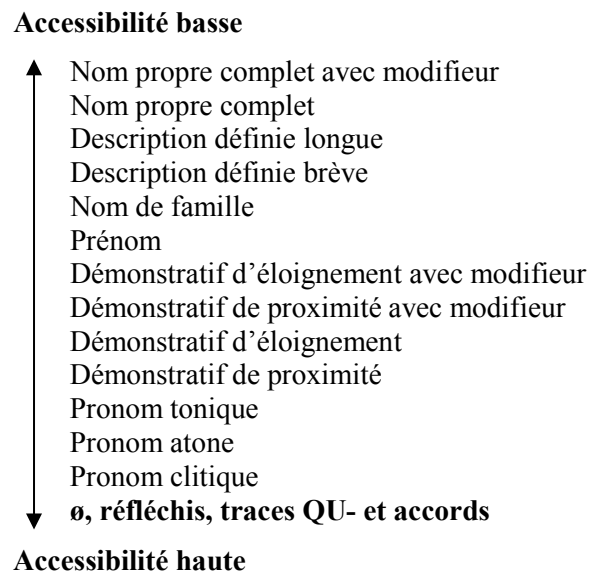 Accessibilité basse
Nom propre complet avec modifieur
Nom propre complet
Description définie longue
Description définie brève
Nom de famille
Prénom
Démonstratif d’éloignement avec modifieur
Démonstratif de proximité avec modifieur
Démonstratif d’éloignement
Démonstratif de proximité
Pronom tonique
Pronom atone
Pronom clitique
ø, réfléchis, traces QU- et accords
Accessibilité haute